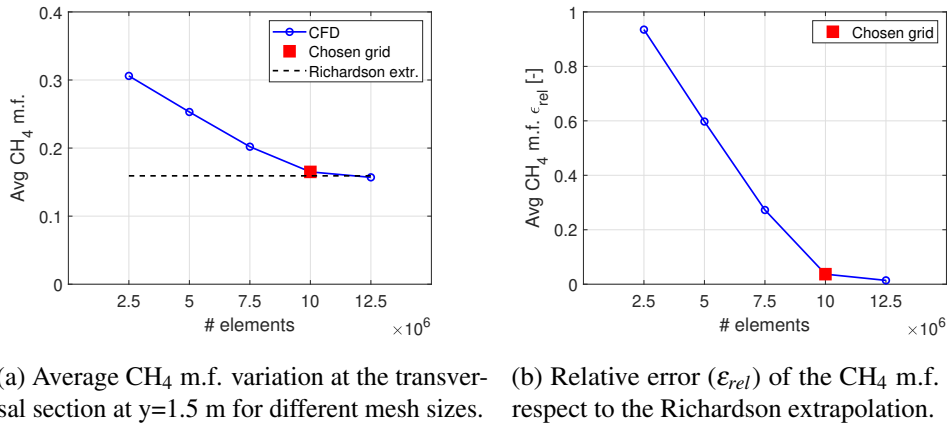 CFD
Chosen grid
Richardson extr.
0.4
0.3
0.2
0.1
0
Avg CH4 m.f.
2.5 5 7.5 10 12.5
# elements
×10^6
Chosen grid
1
0.8
0.6
0.4
0.2
0
Avg CH4 m.f. ϵrel [-]
2.5 5 7.5 10 12.5
# elements
×10^6
(a) Average CH4 m.f. variation at the transver-
sal section at y=1.5 m for different mesh sizes.
(b) Relative error (εrel) of the CH4 m.f.
respect to the Richardson extrapolation.